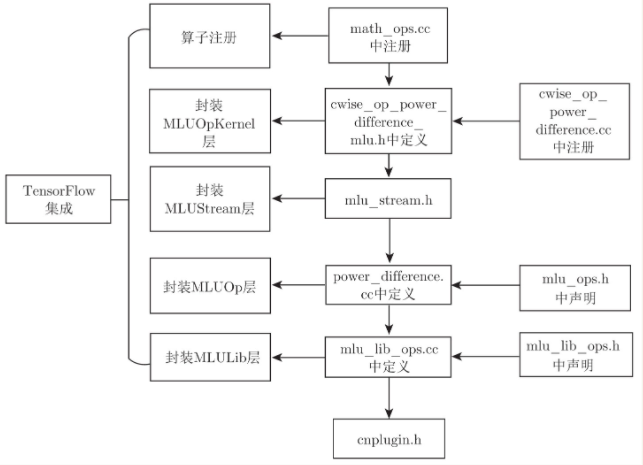 TensorFlow
集成
算子注册
math_ops.cc
中注册
封装
MLUOpKernel
层
cwise_op_power_
difference_
mlu.h中定义
cwise_op_
power_
difference.cc
中注册
封装
MLUStream层
mlu_stream.h
封装MLUOp层
power_difference.
cc中定义
mlu_ops.h
中声明
封装MLULib层
mlu_lib_ops.cc
中定义
mlu_lib_ops.h
中声明
cnplugin.h